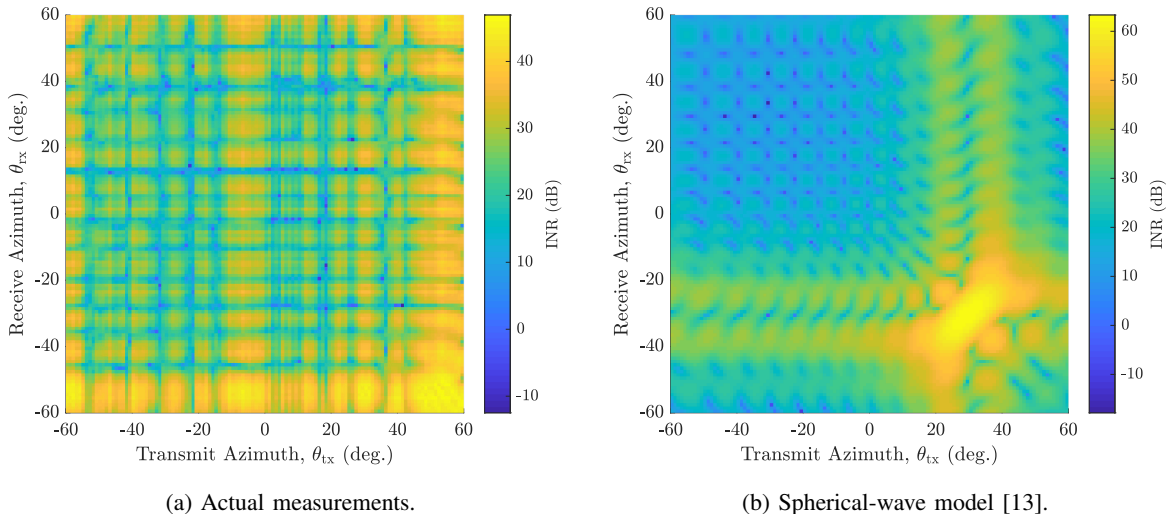 60
40
20
0
-20
-40
-60
Receive Azimuth, θrx (deg.)
-60 -40 -20 0 20 40 60
Transmit Azimuth, θtx (deg.)
40
30
20
10
0
-10
INR (dB)
(a) Actual measurements.
60
40
20
0
-20
-40
-60
Receive Azimuth, θrx (deg.)
-60 -40 -20 0 20 40 60
Transmit Azimuth, θtx (deg.)
60
50
40
30
20
10
0
-10
INR (dB)
(b) Spherical-wave model [13].